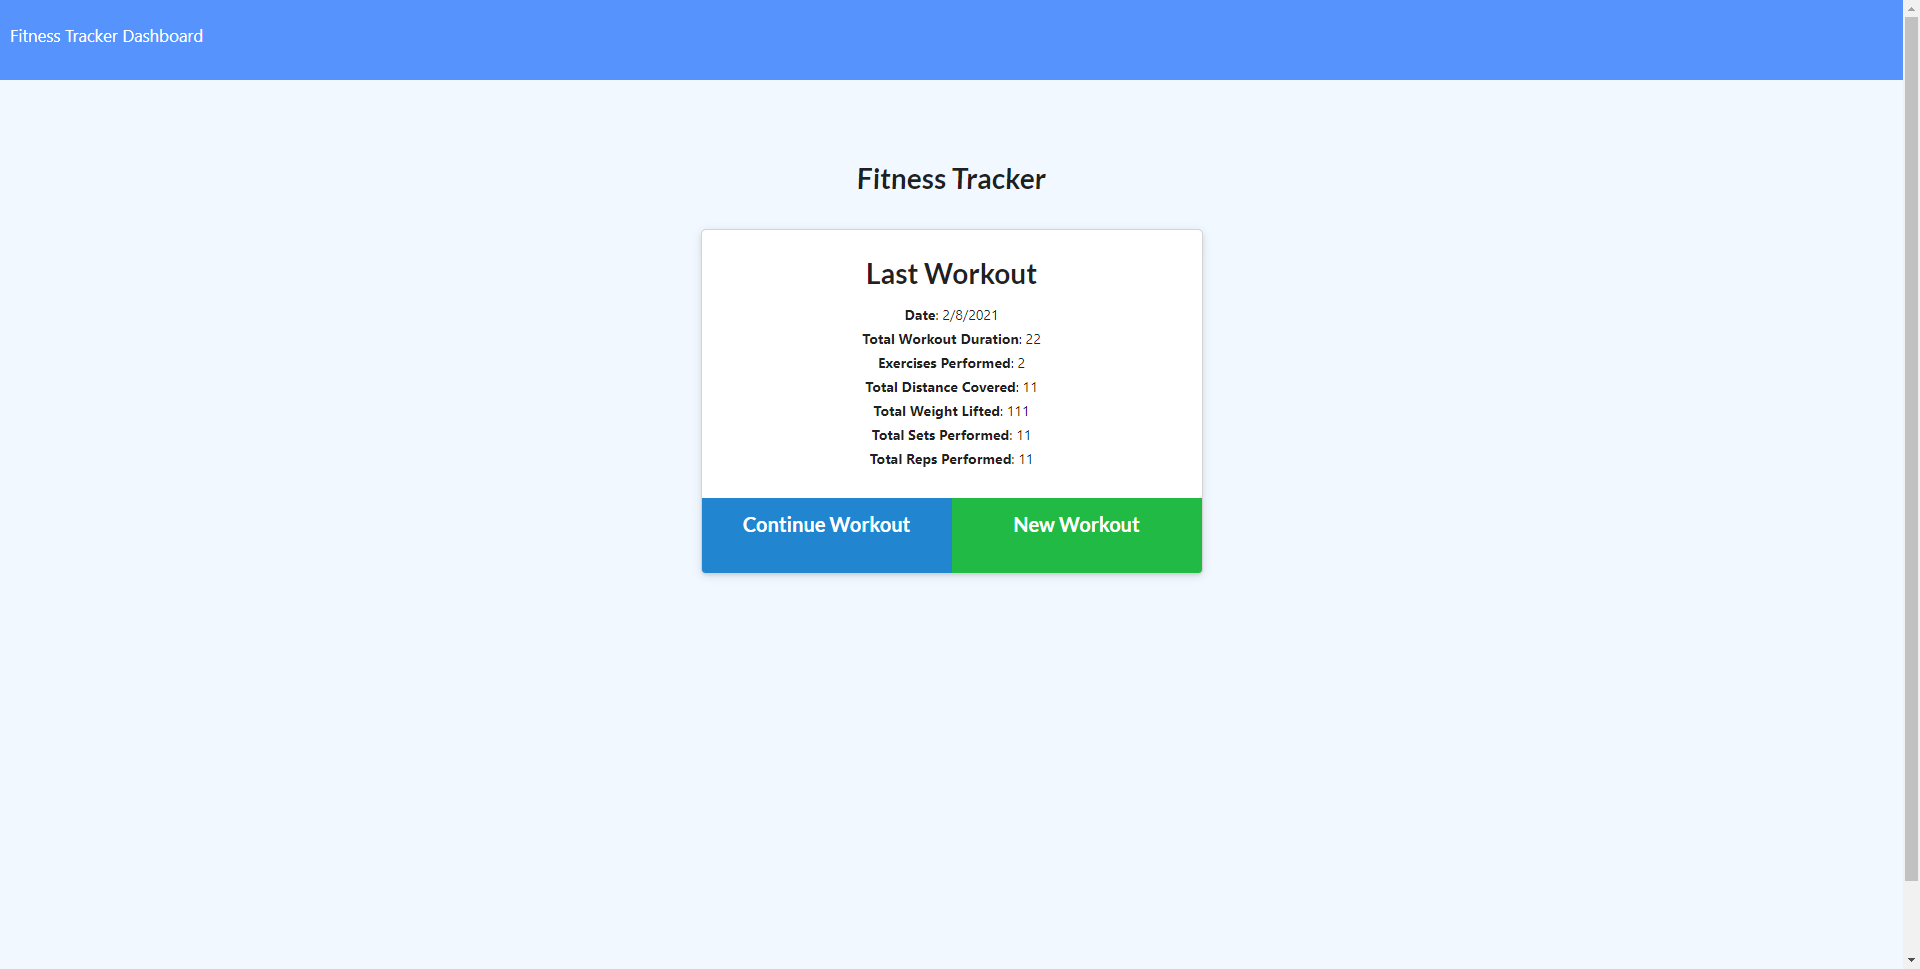 Fitness Tracker Dashboard
Fitness Tracker
Last Workout
Date: 2/8/2021
Total Workout Duration: 22
Exercises Performed: 2
Total Distance Covered: 11
Total Weight Lifted: 111
Total Sets Performed: 11
Total Reps Performed: 11
Continue Workout New Workout